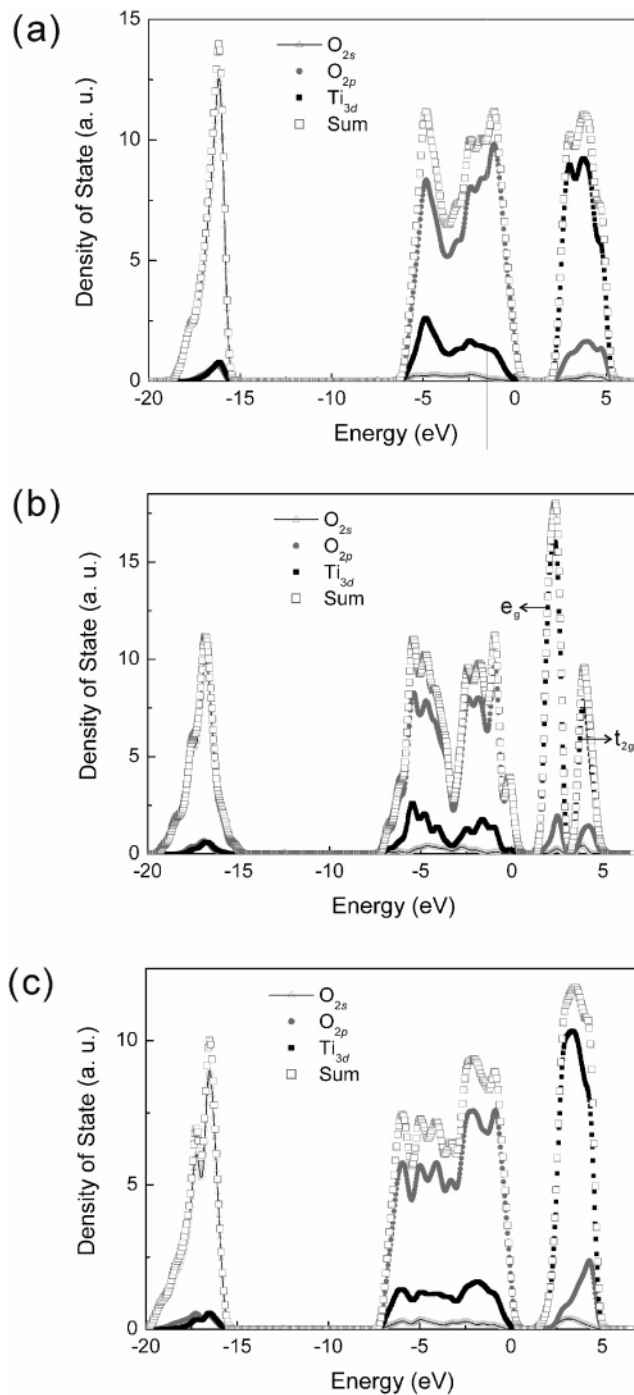 (a)
O2s
O2p
Ti3d
Sum
15
10
5
0
Density of State (a. u.)
-20 -15 -10 -5 0 5
Energy (eV)
(b)
O2s
O2p
Ti3d
Sum
eg
t2g
15
10
5
0
Density of State (a. u.)
-20 -15 -10 -5 0 5
Energy (eV)
(c)
O2s
O2p
Ti3d
Sum
10
5
0
Density of State (a. u.)
-20 -15 -10 -5 0 5
Energy (eV)